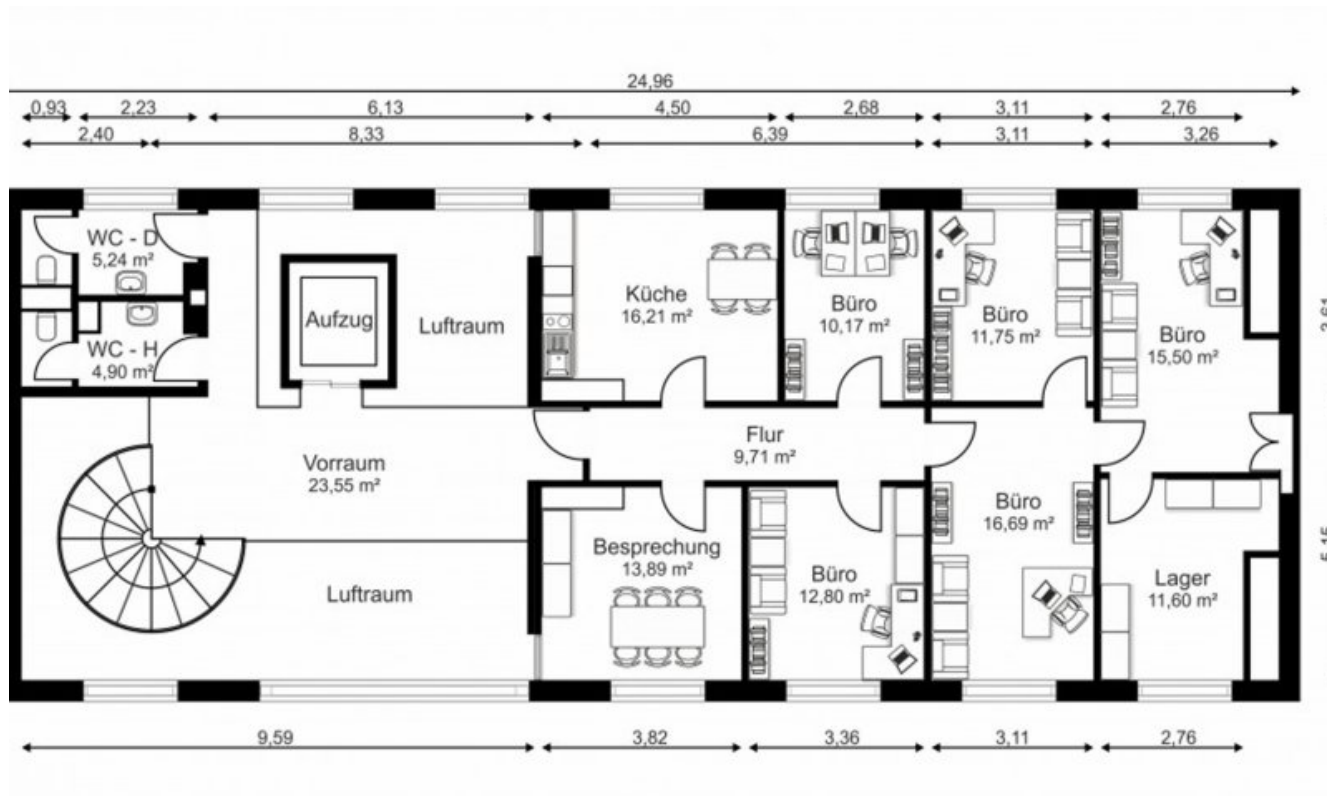 24,96
0,93 2,23 6,13 4,50 2,68 3,11 2,76
2,40 8,33 6,39 3,11 3,26
WC - D
5,24 m²
WC - H
4,90 m²
Aufzug
Luftraum
Küche
16,21 m²
Büro
10,17 m²
Büro
11,75 m²
Büro
15,50 m²
Vorraum
23,55 m²
Flur
9,71 m²
Luftraum
Besprechung
13,89 m²
Büro
12,80 m²
Büro
16,69 m²
Lager
11,60 m²
9,59 3,82 3,36 3,11 2,76